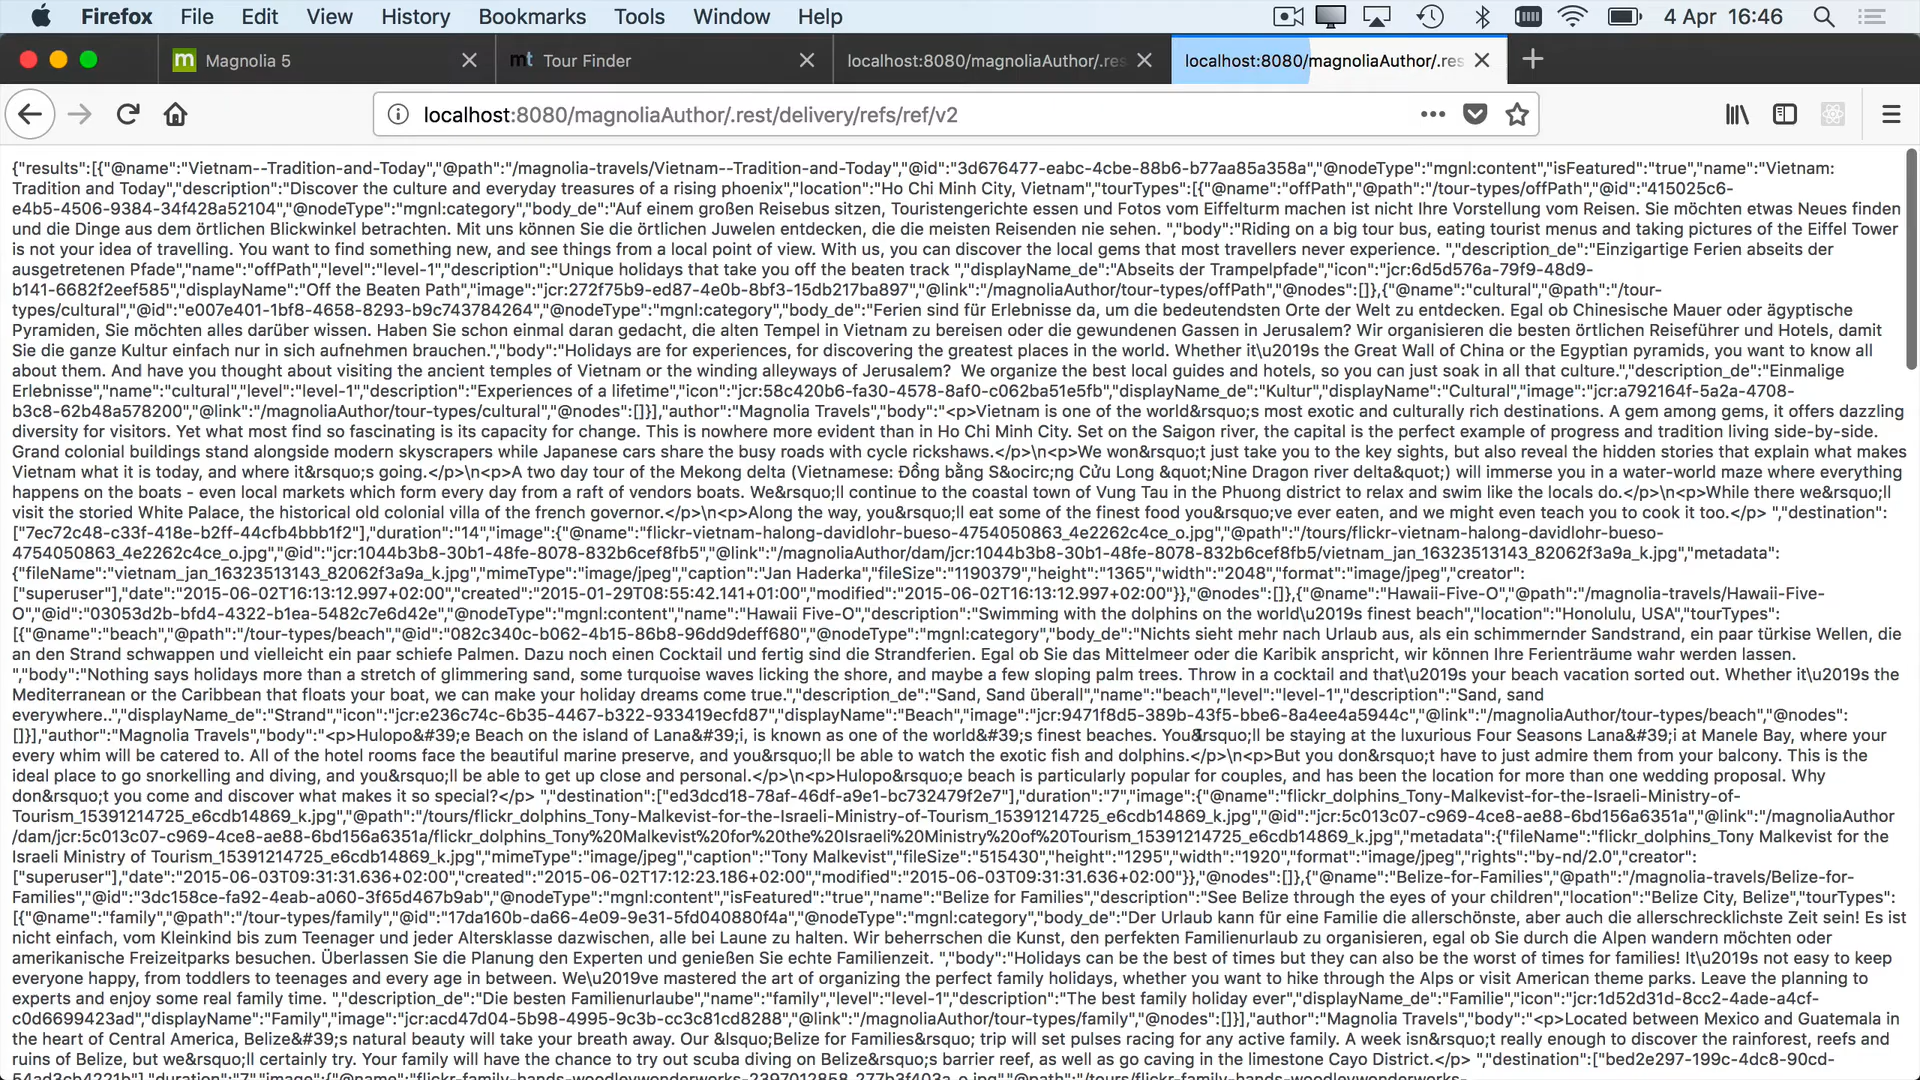 Firefox File Edit View History Bookmarks Tools Window Help 4 Apr 16:46
Magnolia 5 mt Tour Finder localhost:8080/magnoliaAuthor/.res localhost:8080/magnoliaAuthor/.res
localhost:8080/magnoliaAuthor/.rest/delivery/refs/ref/v2
{"results":[{"@name":"Vietnam--Tradition-and-Today","@path":"/magnolia-travels/Vietnam--Tradition-and-Today","@id":"3d676477-eabc-4cbe-88b6-b77aa85a358a","@nodeType":"mgnl:content","isFeatured":"true","name":"Vietnam:
Tradition and Today","description":"Discover the culture and everyday treasures of a rising phoenix","location":"Ho Chi Minh City, Vietnam","tourTypes":[{"@name":"offPath","@path":"/tour-types/offPath","@id":"415025c6-
e4b5-4506-9384-34f428a52104","@nodeType":"mgnl:category","body_de":"Auf einem großen Reisebus sitzen, Touristengerichte essen und Fotos vom Eiffelturm machen ist nicht Ihre Vorstellung vom Reisen. Sie möchten etwas Neues finden
und die Dinge aus dem örtlichen Blickwinkel betrachten. Mit uns können Sie die örtlichen Juwelen entdecken, die die meisten Reisenden nie sehen. ","body":"Riding on a big tour bus, eating tourist menus and taking pictures of the Eiffel Tower
is not your idea of travelling. You want to find something new, and see things from a local point of view. With us, you can discover the local gems that most travellers never experience. ","description_de":"Einzigartige Ferien abseits der
ausgetretenen Pfade","name":"offPath","level":"level-1","description":"Unique holidays that take you off the beaten track ","displayName_de":"Abseits der Trampelpfade","icon":"jcr:6d5d576a-79f9-48d9-
b141-6682f2eef585","displayName":"Off the Beaten Path","image":"jcr:272f75b9-ed87-4e0b-8bf3-15db217ba897","@link":"/magnoliaAuthor/tour-types/offPath","@nodes":[]},{"@name":"cultural","@path":"/tour-
types/cultural","@id":"e007e401-1bf8-4658-8293-b9c743784264","@nodeType":"mgnl:category","body_de":"Ferien sind für Erlebnisse da, um die bedeutendsten Orte der Welt zu entdecken. Egal ob Chinesische Mauer oder ägyptische
Pyramiden, Sie möchten alles darüber wissen. Haben Sie schon einmal daran gedacht, die alten Tempel in Vietnam zu bereisen oder die gewundenen Gassen in Jerusalem? Wir organisieren die besten örtlichen Reiseführer und Hotels, damit
Sie die ganze Kultur einfach nur in sich aufnehmen brauchen.","body":"Holidays are for experiences, for discovering the greatest places in the world. Whether it\u2019s the Great Wall of China or the Egyptian pyramids, you want to know all
about them. And have you thought about visiting the ancient temples of Vietnam or the winding alleyways of Jerusalem?  We organize the best local guides and hotels, so you can just soak in all that culture.","description_de":"Einmalige
Erlebnisse","name":"cultural","level":"level-1","description":"Experiences of a lifetime","icon":"jcr:58c420b6-fa30-4578-8af0-c062ba51e5fb","displayName_de":"Kultur","displayName":"Cultural","image":"jcr:a792164f-5a2a-4708-
b3c8-62b48a578200","@link":"/magnoliaAuthor/tour-types/cultural","@nodes":[]}],"author":"Magnolia Travels","body":"<p>Vietnam is one of the world&rsquo;s most exotic and culturally rich destinations. A gem among gems, it offers dazzling
diversity for visitors. Yet what most find so fascinating is its capacity for change. This is nowhere more evident than in Ho Chi Minh City. Set on the Saigon river, the capital is the perfect example of progress and tradition living side-by-side.
Grand colonial buildings stand alongside modern skyscrapers while Japanese cars share the busy roads with cycle rickshaws.</p>\n<p>We won&rsquo;t just take you to the key sights, but also reveal the hidden stories that explain what makes
Vietnam what it is today, and where it&rsquo;s going.</p>\n<p>A two day tour of the Mekong delta (Vietnamese: Đồng bằng S&ocirc;ng Cửu Long &quot;Nine Dragon river delta&quot;) will immerse you in a water-world maze where everything
happens on the boats - even local markets which form every day from a raft of vendors boats. We&rsquo;ll continue to the coastal town of Vung Tau in the Phuong district to relax and swim like the locals do.</p>\n<p>While there we&rsquo;ll
visit the storied White Palace, the historical old colonial villa of the french governor.</p>\n<p>Along the way, you&rsquo;ll eat some of the finest food you&rsquo;ve ever eaten, and we might even teach you to cook it too.</p> ","destination":
["7ec72c48-c33f-418e-b2ff-44cfb4bbb1f2"],"duration":"14","image":{"@name":"flickr-vietnam-halong-davidlohr-bueso-4754050863_4e2262c4ce_o.jpg","@path":"/tours/flickr-vietnam-halong-davidlohr-bueso-
4754050863_4e2262c4ce_o.jpg","@id":"jcr:1044b3b8-30b1-48fe-8078-832b6cef8fb5","@link":"/magnoliaAuthor/dam/jcr:1044b3b8-30b1-48fe-8078-832b6cef8fb5/vietnam_jan_16323513143_82062f3a9a_k.jpg","metadata":
{"fileName":"vietnam_jan_16323513143_82062f3a9a_k.jpg","mimeType":"image/jpeg","caption":"Jan Haderka","fileSize":"1190379","height":"1365","width":"2048","format":"image/jpeg","creator":
["superuser"],"date":"2015-06-02T16:13:12.997+02:00","created":"2015-01-29T08:55:42.141+01:00","modified":"2015-06-02T16:13:12.997+02:00"}},"@nodes":[]},{"@name":"Hawaii-Five-O","@path":"/magnolia-travels/Hawaii-Five-
O","@id":"03053d2b-bfd4-4322-b1ea-5482c7e6d42e","@nodeType":"mgnl:content","name":"Hawaii Five-O","description":"Swimming with the dolphins on the world\u2019s finest beach","location":"Honolulu, USA","tourTypes":
[{"@name":"beach","@path":"/tour-types/beach","@id":"082c340c-b062-4b15-86b8-96dd9deff680","@nodeType":"mgnl:category","body_de":"Nichts sieht mehr nach Urlaub aus, als ein schimmernder Sandstrand, ein paar türkise Wellen, die
an den Strand schwappen und vielleicht ein paar schiefe Palmen. Dazu noch einen Cocktail und fertig sind die Strandferien. Egal ob Sie das Mittelmeer oder die Karibik anspricht, wir können Ihre Ferienträume wahr werden lassen.
","body":"Nothing says holidays more than a stretch of glimmering sand, some turquoise waves licking the shore, and maybe a few sloping palm trees. Throw in a cocktail and that\u2019s your beach vacation sorted out. Whether it\u2019s the
Mediterranean or the Caribbean that floats your boat, we can make your holiday dreams come true.","description_de":"Sand, Sand überall","name":"beach","level":"level-1","description":"Sand, sand
everywhere..","displayName_de":"Strand","icon":"jcr:e236c74c-6b35-4467-b322-933419ecfd87","displayName":"Beach","image":"jcr:9471f8d5-389b-43f5-bbe6-8a4ee4a5944c","@link":"/magnoliaAuthor/tour-types/beach","@nodes":
[]}],"author":"Magnolia Travels","body":"<p>Hulopo&#39;e Beach on the island of Lana&#39;i, is known as one of the world&#39;s finest beaches. You&rsquo;ll be staying at the luxurious Four Seasons Lana&#39;i at Manele Bay, where your
every whim will be catered to. All of the hotel rooms face the beautiful marine preserve, and you&rsquo;ll be able to watch the exotic fish and dolphins.</p>\n<p>But you don&rsquo;t have to just admire them from your balcony. This is the
ideal place to go snorkelling and diving, and you&rsquo;ll be able to get up close and personal.</p>\n<p>Hulopo&rsquo;e beach is particularly popular for couples, and has been the location for more than one wedding proposal. Why
don&rsquo;t you come and discover what makes it so special?</p> ","destination":["ed3dcd18-78af-46df-a9e1-bc732479f2e7"],"duration":"7","image":{"@name":"flickr_dolphins_Tony-Malkevist-for-the-Israeli-Ministry-of-
Tourism_15391214725_e6cdb14869_k.jpg","@path":"/tours/flickr_dolphins_Tony-Malkevist-for-the-Israeli-Ministry-of-Tourism_15391214725_e6cdb14869_k.jpg","@id":"jcr:5c013c07-c969-4ce8-ae88-6bd156a6351a","@link":"/magnoliaAuthor
/dam/jcr:5c013c07-c969-4ce8-ae88-6bd156a6351a/flickr_dolphins_Tony%20Malkevist%20for%20the%20Israeli%20Ministry%20of%20Tourism_15391214725_e6cdb14869_k.jpg","metadata":{"fileName":"flickr_dolphins_Tony Malkevist for the
Israeli Ministry of Tourism_15391214725_e6cdb14869_k.jpg","mimeType":"image/jpeg","caption":"Tony Malkevist","fileSize":"515430","height":"1295","width":"1920","format":"image/jpeg","rights":"by-nd/2.0","creator":
["superuser"],"date":"2015-06-03T09:31:31.636+02:00","created":"2015-06-02T17:12:23.186+02:00","modified":"2015-06-03T09:31:31.636+02:00"}},"@nodes":[]},{"@name":"Belize-for-Families","@path":"/magnolia-travels/Belize-for-
Families","@id":"3dc158ce-fa92-4eab-a060-3f65d467b9ab","@nodeType":"mgnl:content","isFeatured":"true","name":"Belize for Families","description":"See Belize through the eyes of your children","location":"Belize City, Belize","tourTypes":
[{"@name":"family","@path":"/tour-types/family","@id":"17da160b-da66-4e09-9e31-5fd040880f4a","@nodeType":"mgnl:category","body_de":"Der Urlaub kann für eine Familie die allerschönste, aber auch die allerschrecklichste Zeit sein! Es ist
nicht einfach, vom Kleinkind bis zum Teenager und jeder Altersklasse dazwischen, alle bei Laune zu halten. Wir beherrschen die Kunst, den perfekten Familienurlaub zu organisieren, egal ob Sie durch die Alpen wandern möchten oder
amerikanische Freizeitparks besuchen. Überlassen Sie die Planung den Experten und genießen Sie echte Familienzeit. ","body":"Holidays can be the best of times but they can also be the worst of times for families! It\u2019s not easy to keep
everyone happy, from toddlers to teenages and every age in between. We\u2019ve mastered the art of organizing the perfect family holidays, whether you want to hike through the Alps or visit American theme parks. Leave the planning to
experts and enjoy some real family time. ","description_de":"Die besten Familienurlaube","name":"family","level":"level-1","description":"The best family holiday ever","displayName_de":"Familie","icon":"jcr:1d52d31d-8cc2-4ade-a4cf-
c0d6699423ad","displayName":"Family","image":"jcr:acd47d04-5b98-4995-9c3b-cc3c81cd8288","@link":"/magnoliaAuthor/tour-types/family","@nodes":[]}],"author":"Magnolia Travels","body":"<p>Located between Mexico and Guatemala in
the heart of Central America, Belize&#39;s natural beauty will take your breath away. Our &lsquo;Belize for Families&rsquo; trip will set pulses racing for any active family. A week isn&rsquo;t really enough to discover the rainforest, reefs and
ruins of Belize, but we&rsquo;ll certainly try. Your family will have the chance to try out scuba diving on Belize&rsquo;s barrier reef, as well as go caving in the limestone Cayo District.</p> ","destination":["bed2e297-199c-4dc8-90cd-
54ad3cb4221b"],"duration":"7","image":{"@name":"flickr-family-hands-woodleywonderworks-2397012858_277b3f403a_o.jpg","@path":"/tours/flickr-family-hands-woodleywonderworks-